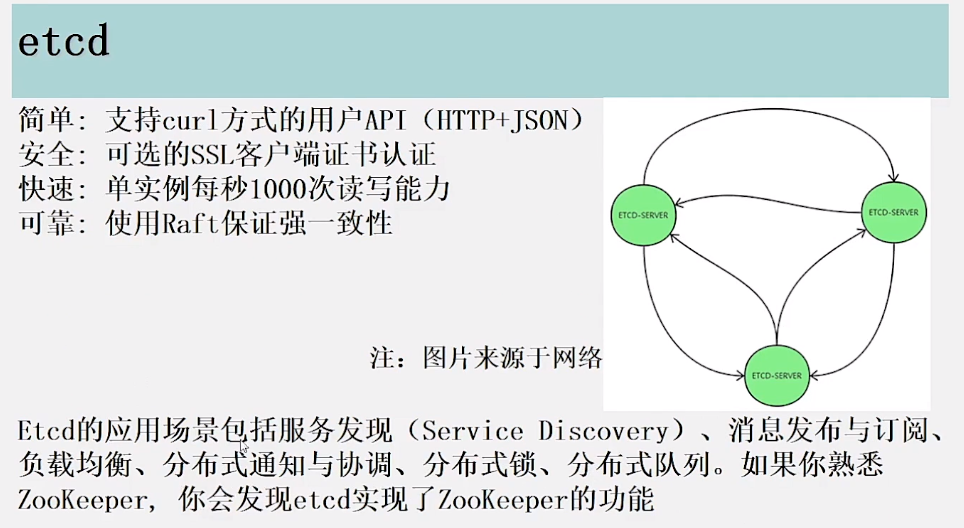 etcd
简单: 支持curl方式的用户API（HTTP+JSON）
安全: 可选的SSL客户端证书认证
快速: 单实例每秒1000次读写能力
可靠: 使用Raft保证强一致性
ETCD-SERVER
ETCD-SERVER
ETCD-SERVER
注: 图片来源于网络
Etcd的应用场景包括服务发现（Service Discovery）、消息发布与订阅、
负载均衡、分布式通知与协调、分布式锁、分布式队列。如果你熟悉
ZooKeeper, 你会发现etcd实现了ZooKeeper的功能